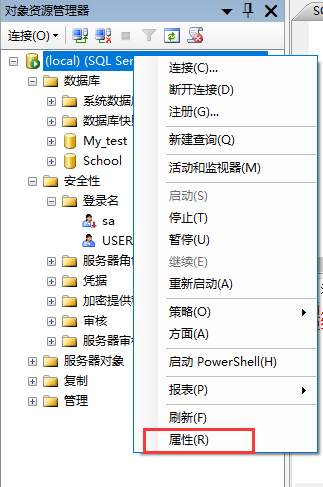 对象资源管理器
连接(O)
(local) (SQL Ser
数据库
系统数据库
数据库快
My_test
School
安全性
登录名
sa
USER
服务器角
凭据
加密提供
审核
服务器审
服务器对象
复制
管理
连接(C)...
断开连接(D)
注册(G)...
新建查询(Q)
活动和监视器(M)
启动(S)
停止(T)
暂停(U)
继续(E)
重新启动(A)
策略(O)
方面(A)
启动 PowerShell(H)
报表(P)
刷新(F)
属性(R)